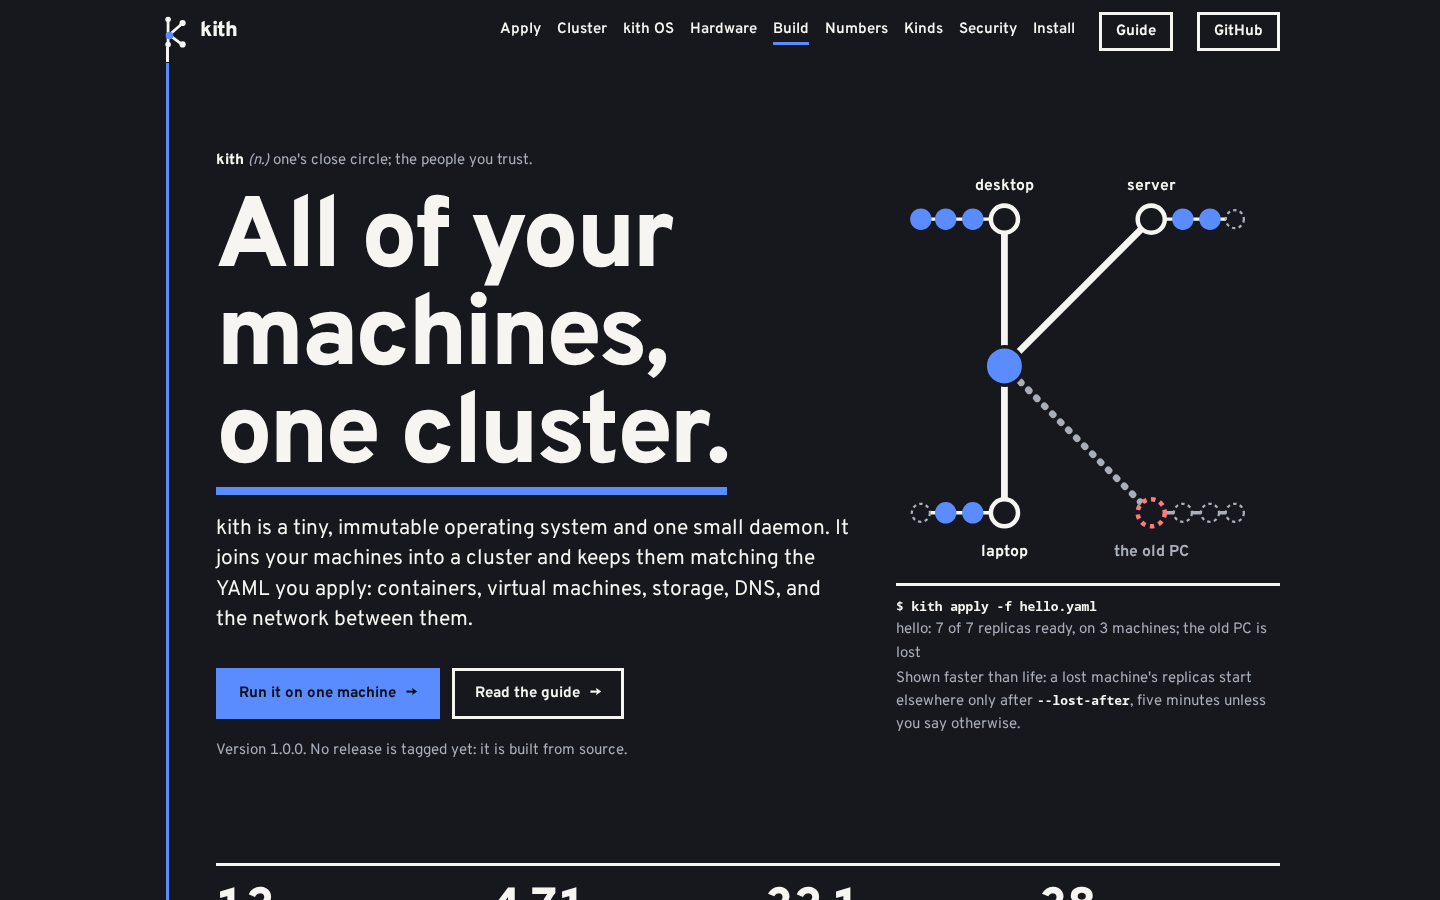 kith
Apply Cluster kith OS Hardware Build Numbers Kinds Security Install Guide GitHub
kith (n.) one's close circle; the people you trust.
All of your
machines,
one cluster.
kith is a tiny, immutable operating system and one small daemon. It
joins your machines into a cluster and keeps them matching the
YAML you apply: containers, virtual machines, storage, DNS, and
the network between them.
Run it on one machine →
Read the guide →
Version 1.0.0. No release is tagged yet: it is built from source.
desktop
server
laptop
the old PC
$ kith apply -f hello.yaml
hello: 7 of 7 replicas ready, on 3 machines; the old PC is
lost
Shown faster than life: a lost machine's replicas start
elsewhere only after --lost-after, five minutes unless
you say otherwise.